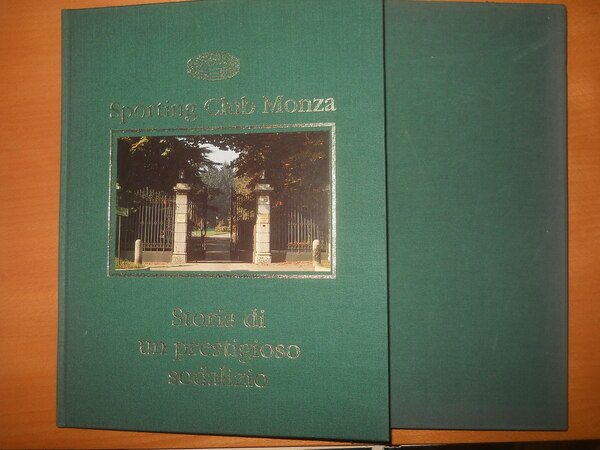 Sporting Club Monza
Storia di
un prestigioso
sodalizio